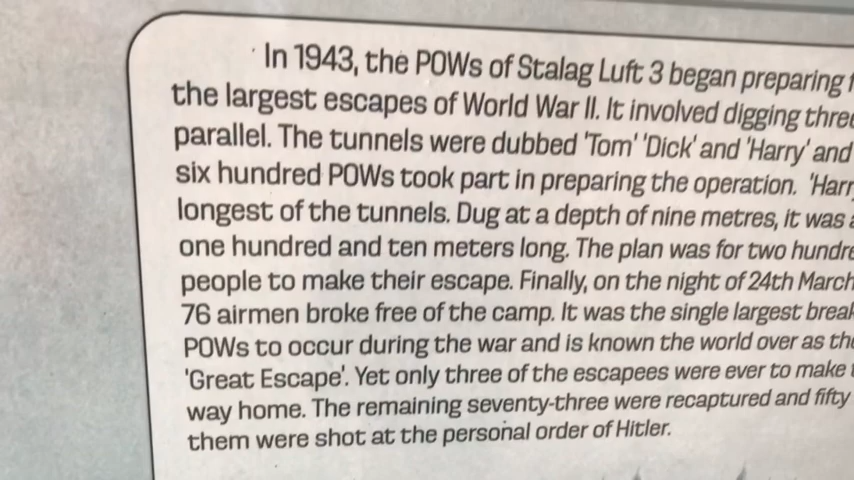 In 1943, the POWs of Stalag Luft 3 began preparing
the largest escapes of World War II. It involved digging three
parallel. The tunnels were dubbed 'Tom' 'Dick' and 'Harry' and
six hundred POWs took part in preparing the operation. 'Harr
longest of the tunnels. Dug at a depth of nine metres, it was
one hundred and ten meters long. The plan was for two hundre
people to make their escape. Finally, on the night of 24th March
76 airmen broke free of the camp. It was the single largest break
POWs to occur during the war and is known the world over as the
'Great Escape'. Yet only three of the escapees were ever to make
way home. The remaining seventy-three were recaptured and fifty
them were shot at the personal order of Hitler.